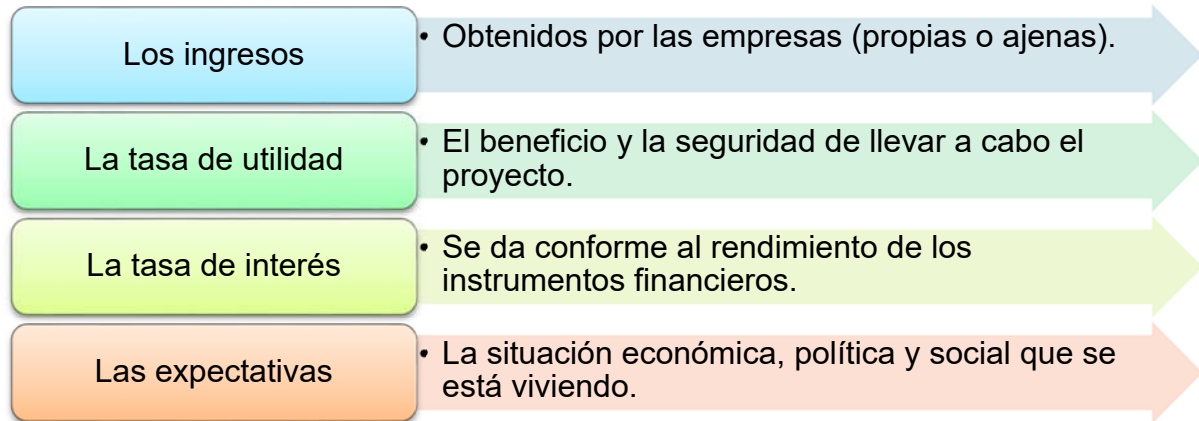 Los ingresos
• Obtenidos por las empresas (propias o ajenas).
La tasa de utilidad
• El beneficio y la seguridad de llevar a cabo el
proyecto.
La tasa de interés
• Se da conforme al rendimiento de los
instrumentos financieros.
Las expectativas
• La situación económica, política y social que se
está viviendo.